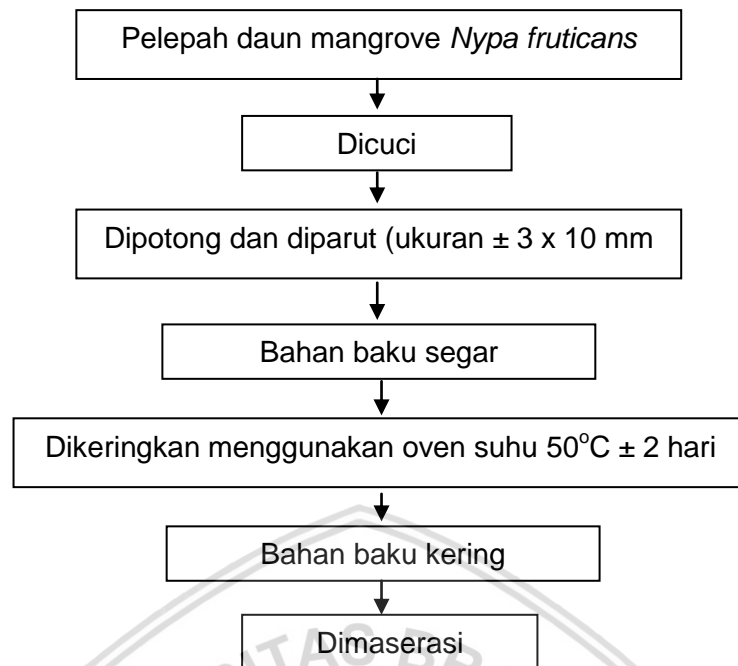 Pelepah daun mangrove Nypa fruticans
Dicuci
Dipotong dan diparut (ukuran ± 3 x 10 mm
Bahan baku segar
Dikeringkan menggunakan oven suhu 50°C ± 2 hari
Bahan baku kering
Dimaserasi